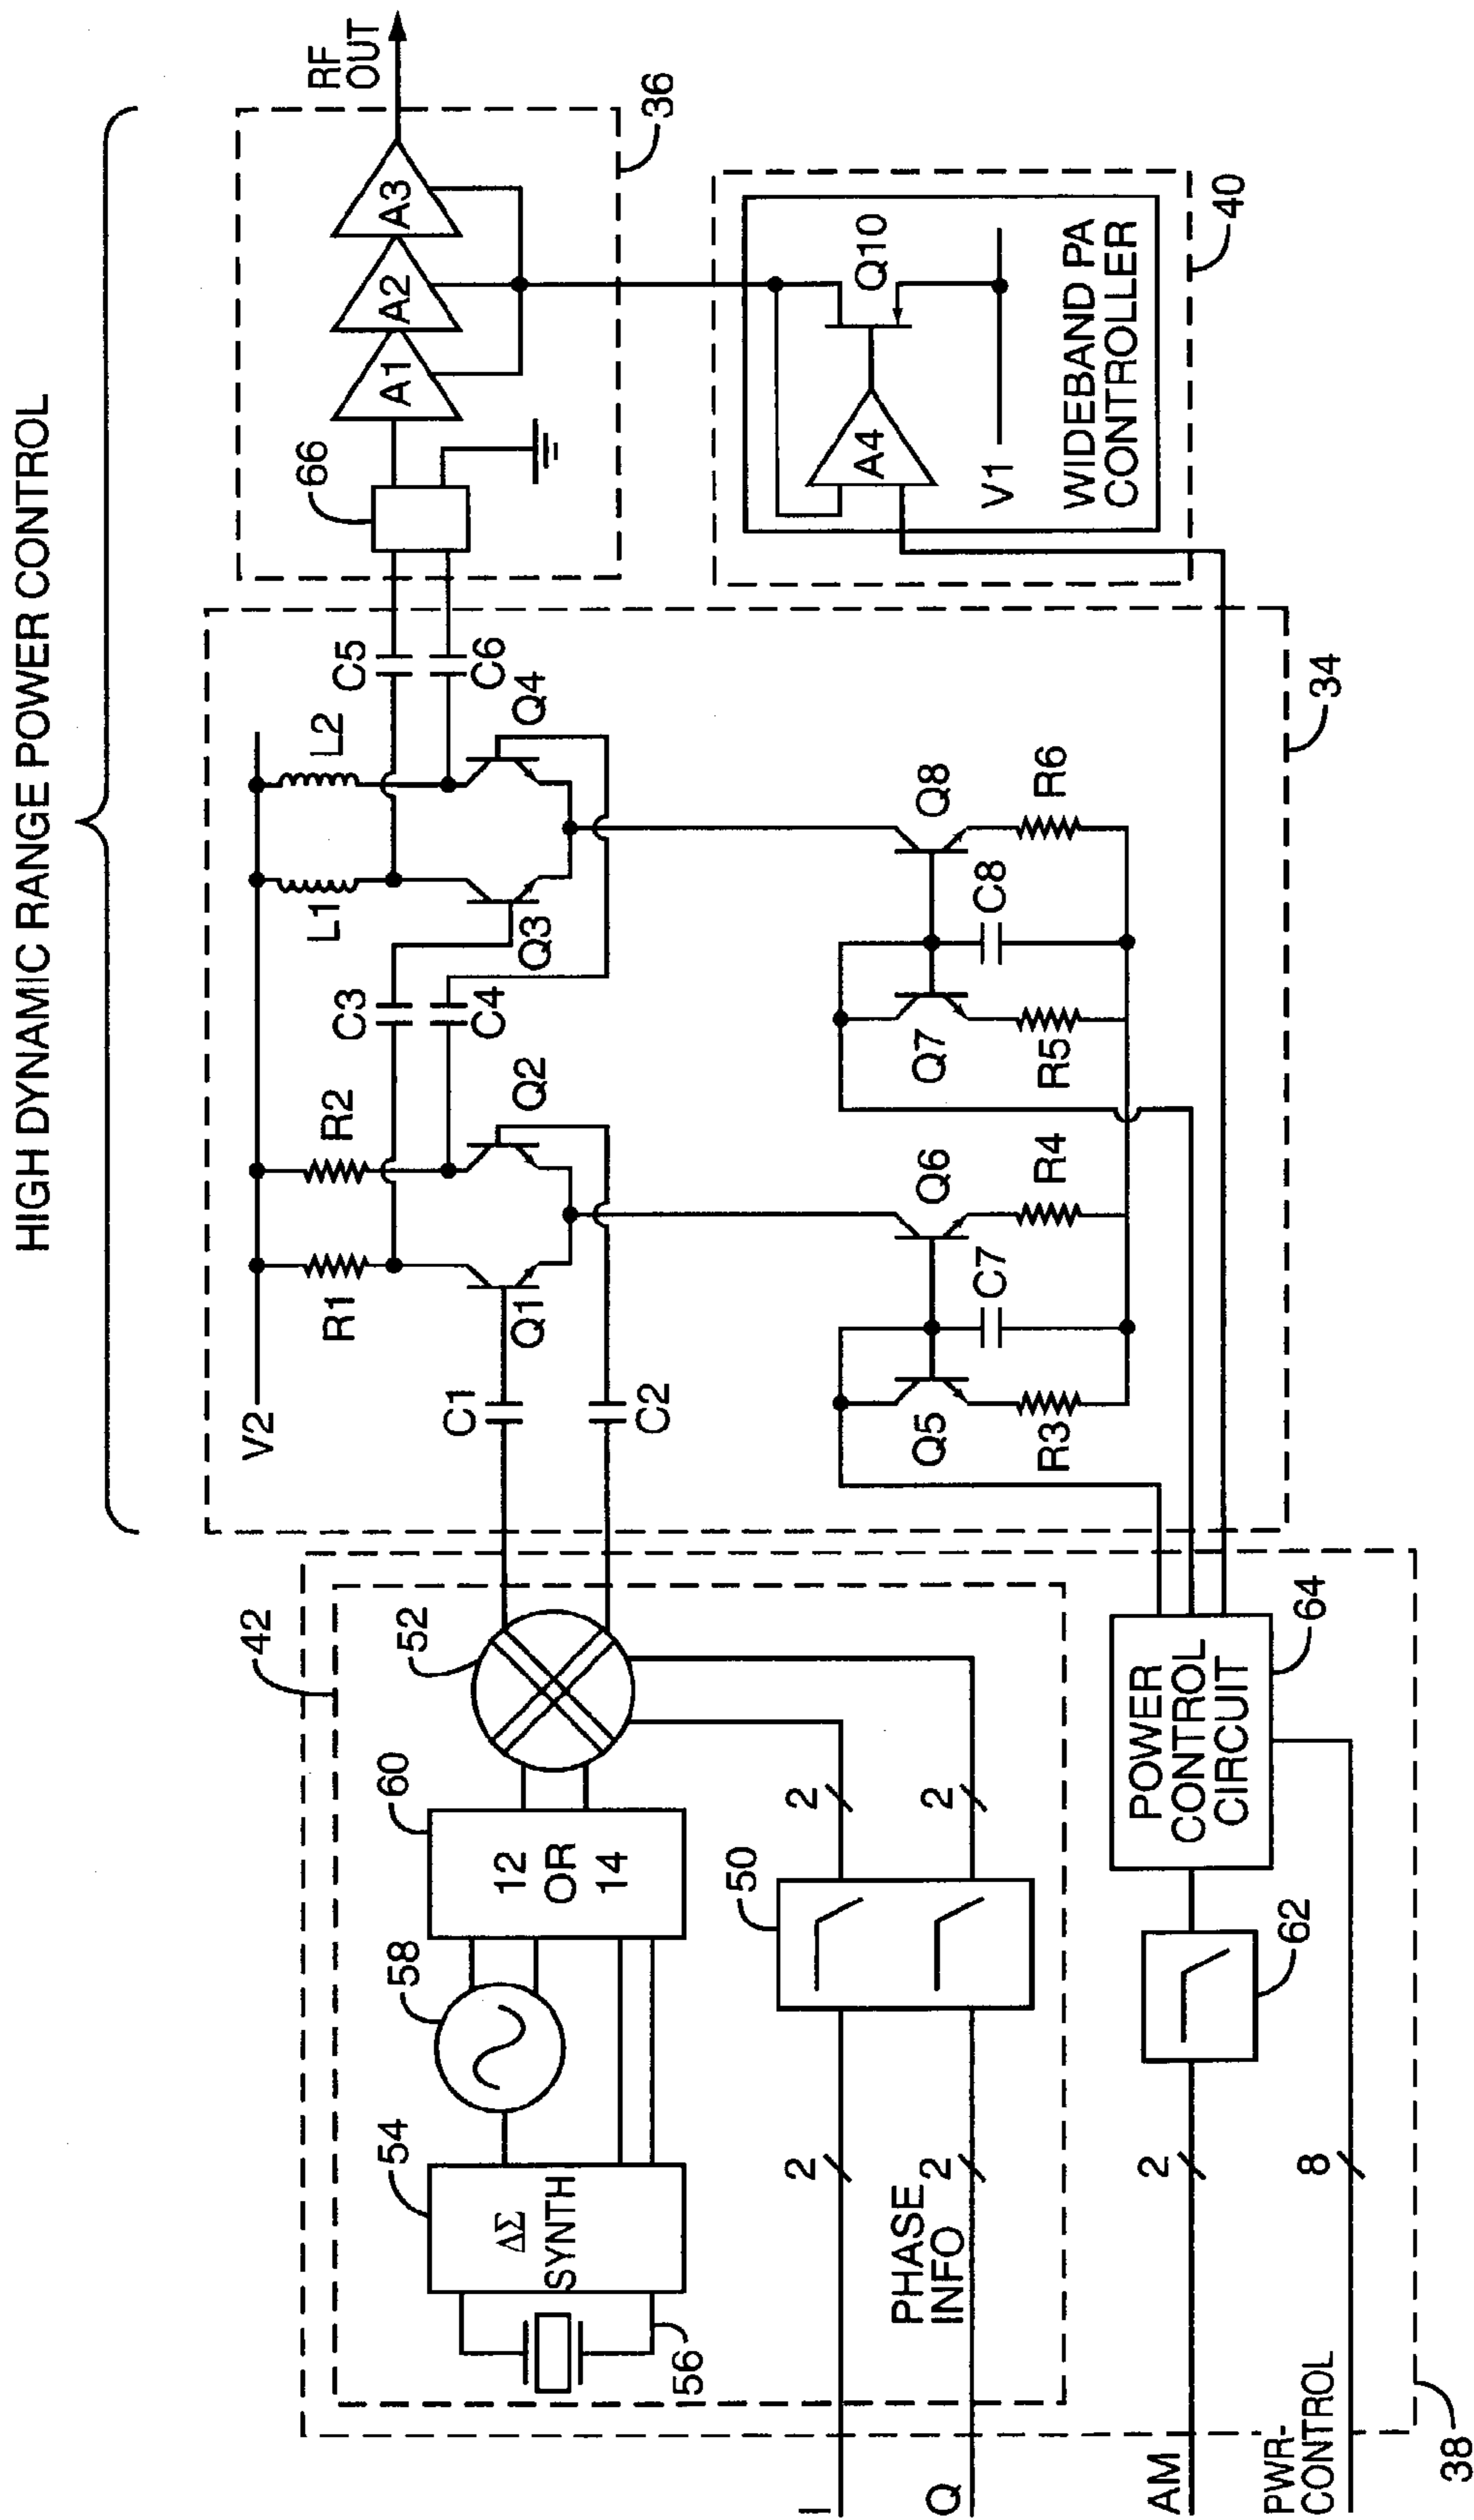 HIGH DYNAMIC RANGE POWER CONTROL
42
52
54
58
60
ΔΣ
SYNTH
12
OR
14
56
50
2
2
2
2
PHASE
INFO
I
Q
AM
PWR-
CONTROL
2
8
62
POWER
CONTROL
CIRCUIT
64
38
V2
R1
R2
L1
L2
C1
C2
C3
C4
C5
C6
Q1
Q2
Q3
Q4
Q5
Q6
Q7
Q8
C7
C8
R3
R4
R5
R6
34
66
A1
A2
A3
RF
OUT
36
A4
Q10
V1
WIDEBAND PA
CONTROLLER
40